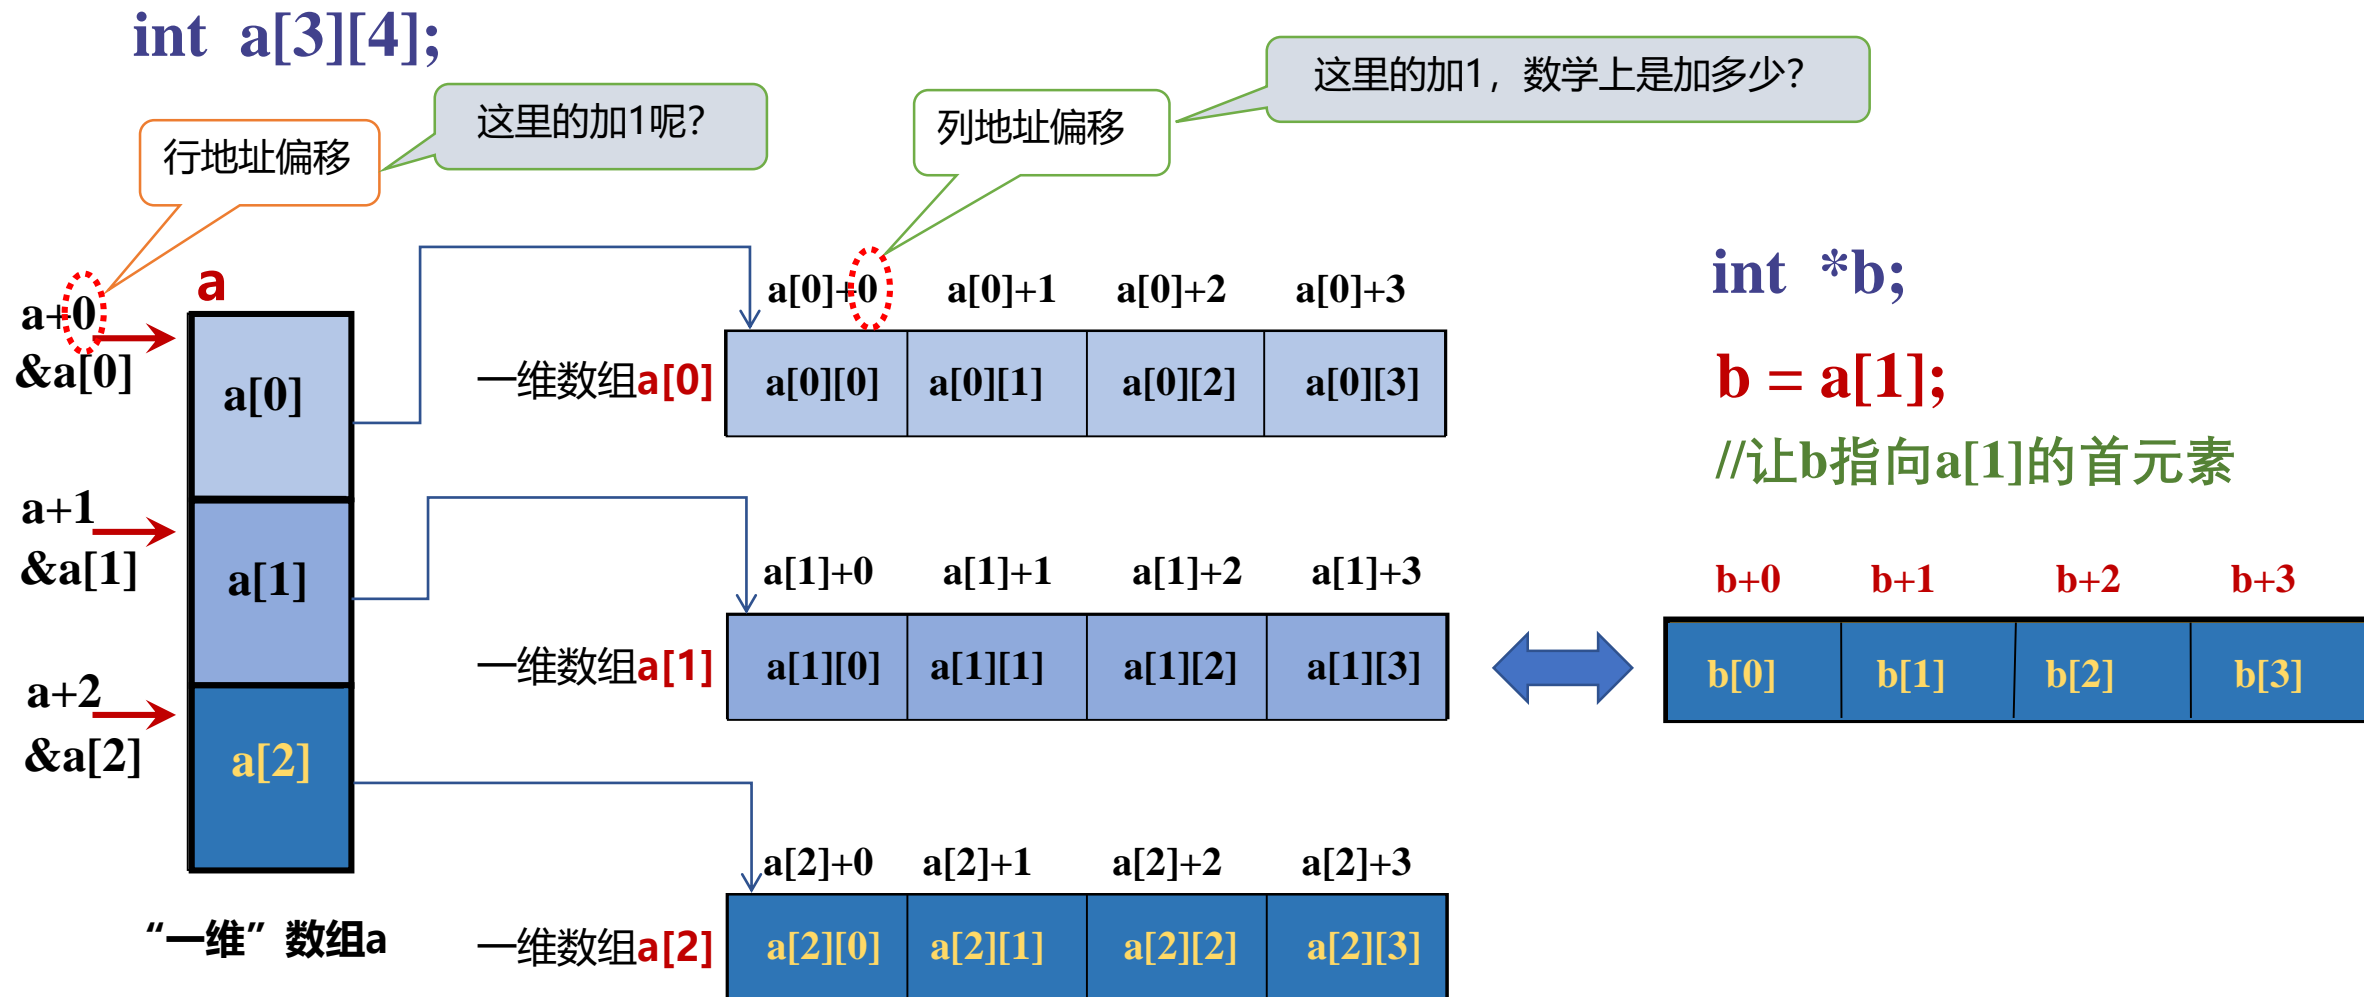 int a[3][4];
这里的加1，数学上是加多少？
这里的加1呢？
列地址偏移
行地址偏移
a
a+0
&a[0]
a[0]
a+1
&a[1]
a[1]
a+2
&a[2]
a[2]
“一维”数组a
a[0]+0 a[0]+1 a[0]+2 a[0]+3
一维数组a[0]
a[0][0] a[0][1] a[0][2] a[0][3]
a[1]+0 a[1]+1 a[1]+2 a[1]+3
一维数组a[1]
a[1][0] a[1][1] a[1][2] a[1][3]
a[2]+0 a[2]+1 a[2]+2 a[2]+3
一维数组a[2]
a[2][0] a[2][1] a[2][2] a[2][3]
int *b;
b = a[1];
//让b指向a[1]的首元素
b+0 b+1 b+2 b+3
b[0] b[1] b[2] b[3]